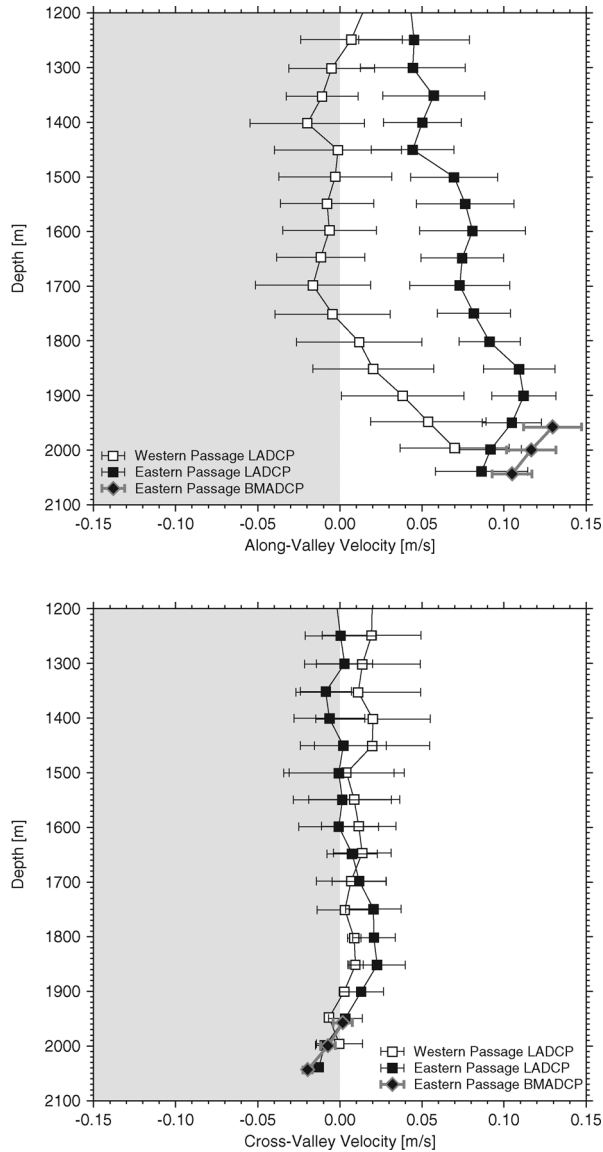 1200
1300
1400
1500
1600
1700
1800
1900
2000
2100
Depth [m]
Western Passage LADCP
Eastern Passage LADCP
Eastern Passage BMADCP
-0.15 -0.10 -0.05 0.00 0.05 0.10 0.15
Along-Valley Velocity [m/s]
1200
1300
1400
1500
1600
1700
1800
1900
2000
2100
Depth [m]
Western Passage LADCP
Eastern Passage LADCP
Eastern Passage BMADCP
-0.15 -0.10 -0.05 0.00 0.05 0.10 0.15
Cross-Valley Velocity [m/s]